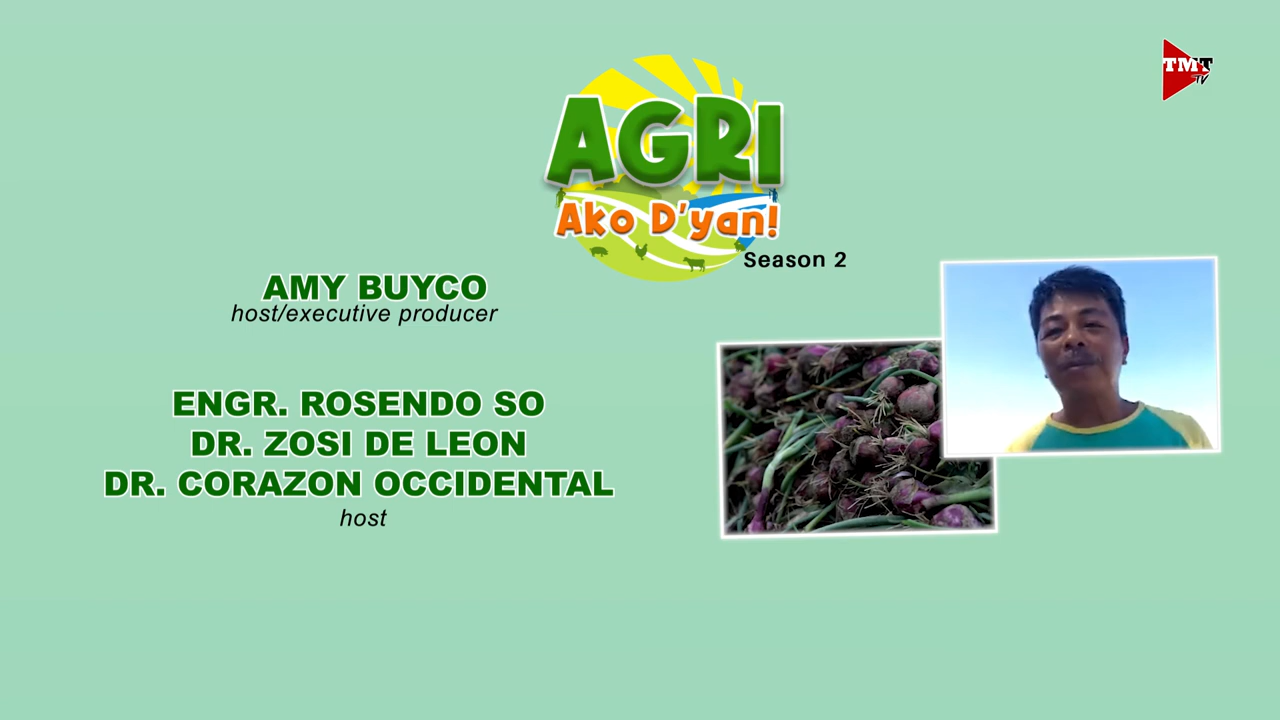 TMT
TV
AGRI
Ako D'yan!
Season 2
AMY BUYCO
host/executive producer
ENGR. ROSENDO SO
DR. ZOSI DE LEON
DR. CORAZON OCCIDENTAL
host